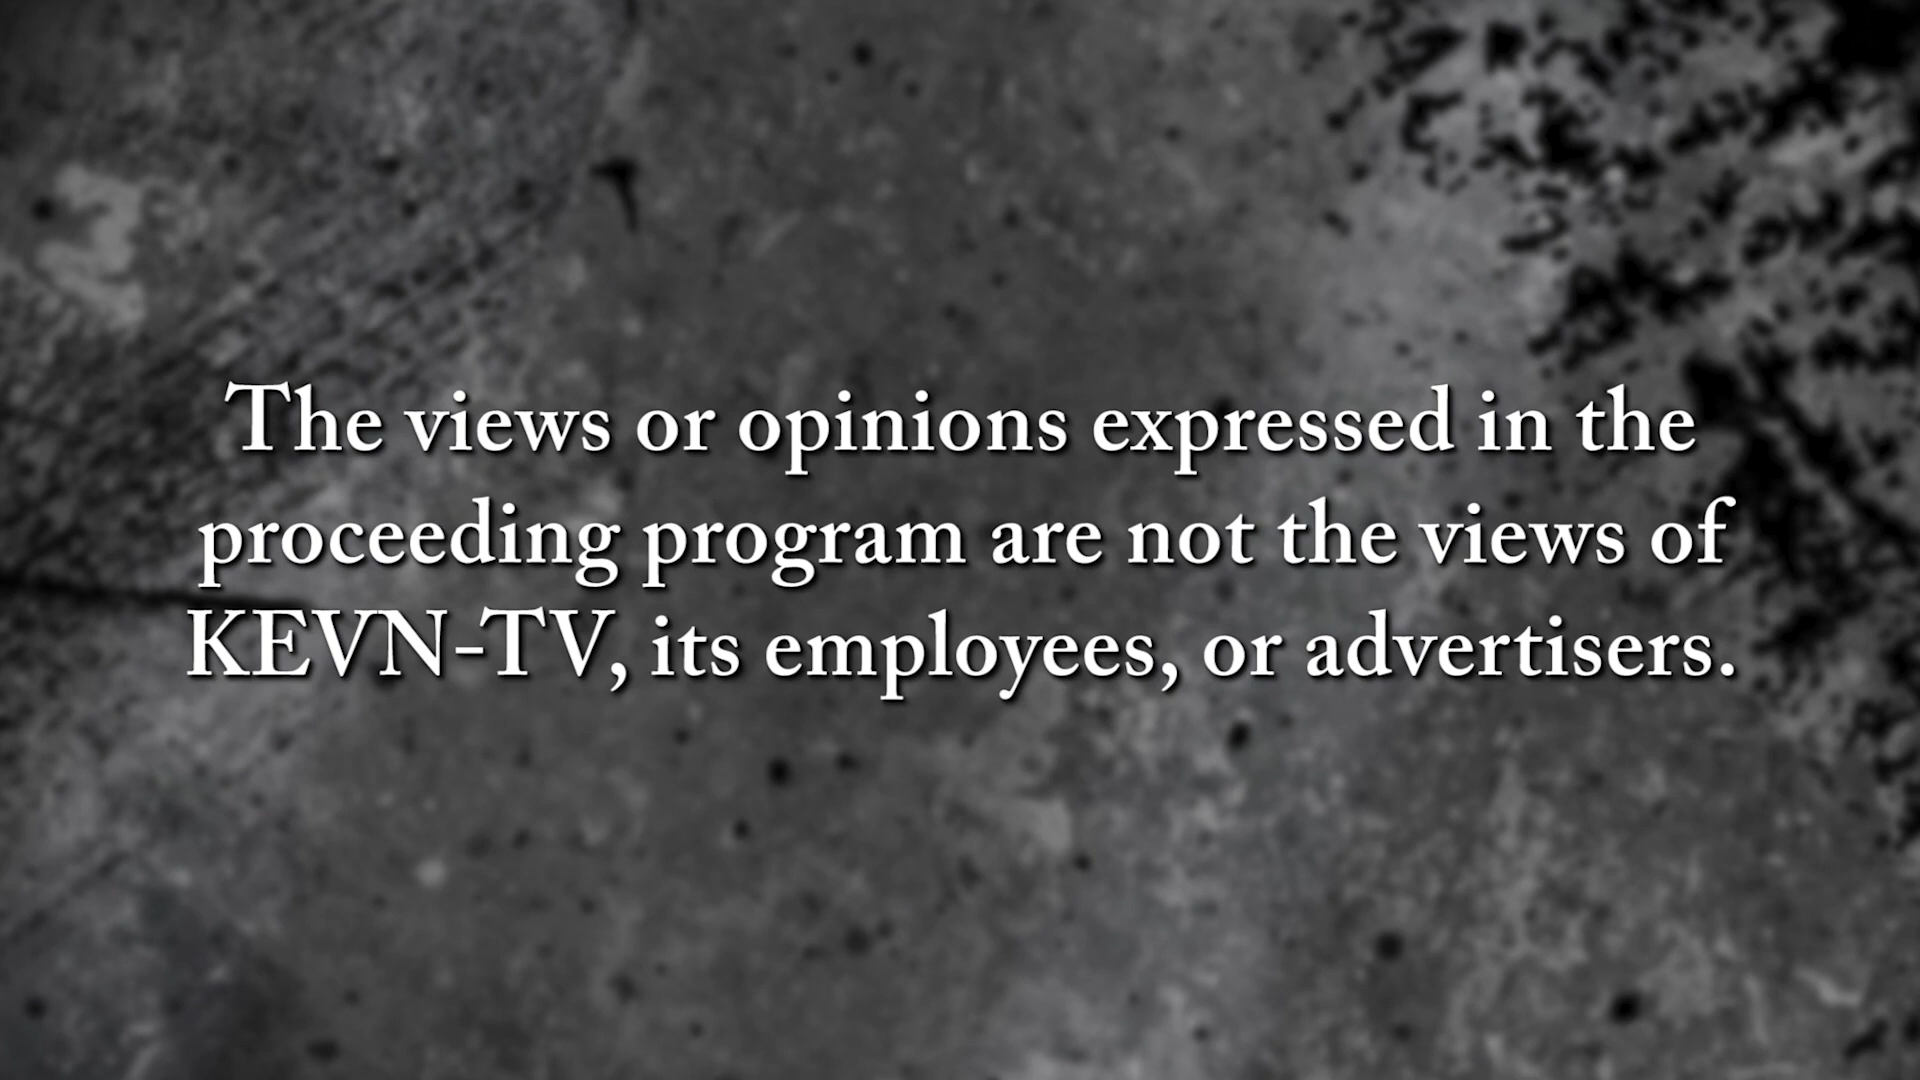 The views or opinions expressed in the
proceeding program are not the views of
KEVN-TV, its employees, or advertisers.